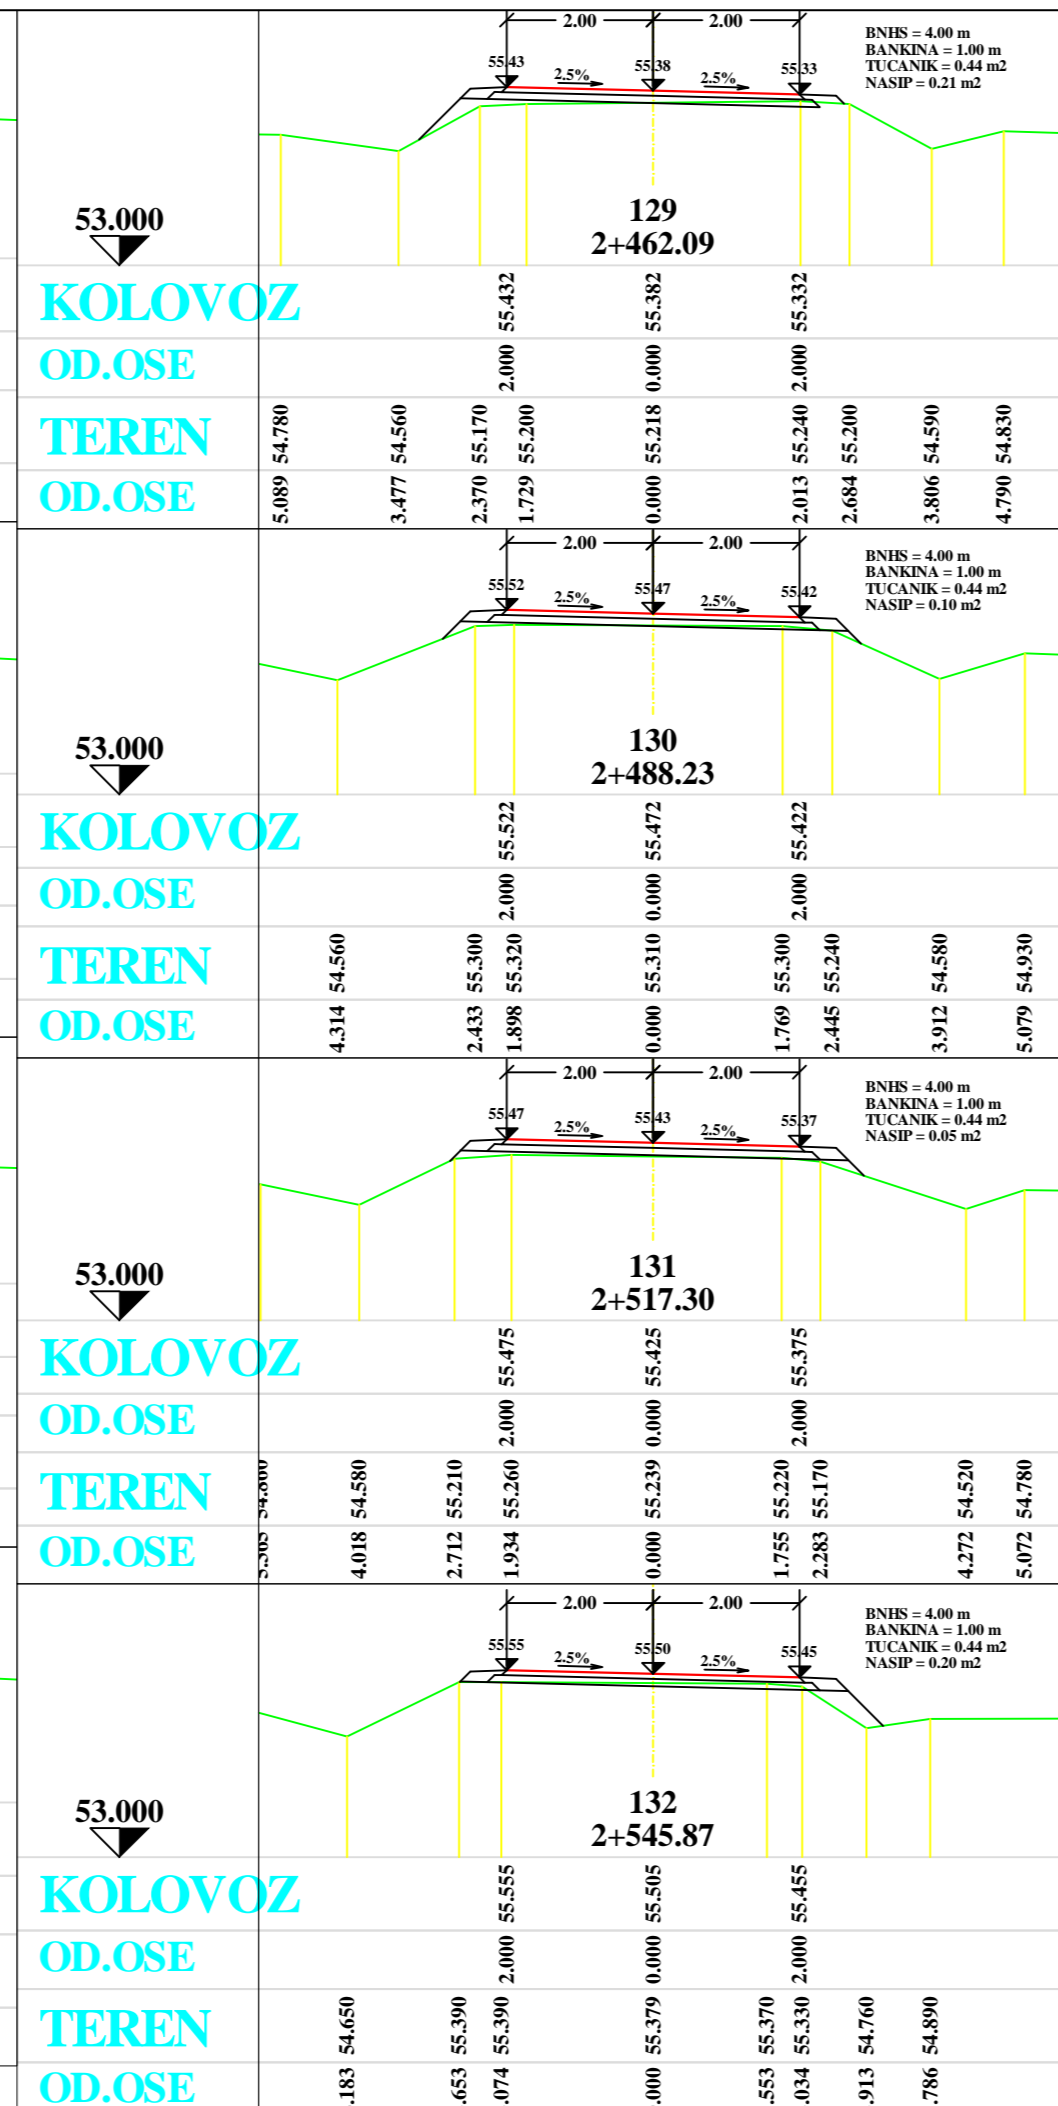 2.00 2.00
BNHS = 4.00 m
BANKINA = 1.00 m
TUCANIK = 0.44 m2
NASIP = 0.21 m2
55.43 2.5% 55.38 2.5% 55.33
53.000
129
2+462.09
KOLOVOZ 55.432 55.382 55.332
OD.OSE 2.000 0.000 2.000
TEREN 54.780 54.560 55.170 55.200 55.218 55.240 55.200 54.590 54.830
OD.OSE 5.089 3.477 2.370 1.729 0.000 2.013 2.684 3.806 4.790
2.00 2.00
BNHS = 4.00 m
BANKINA = 1.00 m
TUCANIK = 0.44 m2
NASIP = 0.10 m2
55.52 2.5% 55.47 2.5% 55.42
53.000
130
2+488.23
KOLOVOZ 55.522 55.472 55.422
OD.OSE 2.000 0.000 2.000
TEREN 54.560 55.300 55.320 55.310 55.300 55.240 54.580 54.930
OD.OSE 4.314 2.433 1.898 0.000 1.769 2.445 3.912 5.079
2.00 2.00
BNHS = 4.00 m
BANKINA = 1.00 m
TUCANIK = 0.44 m2
NASIP = 0.05 m2
55.47 2.5% 55.43 2.5% 55.37
53.000
131
2+517.30
KOLOVOZ 55.475 55.425 55.375
OD.OSE 2.000 0.000 2.000
TEREN 54.580 55.210 55.260 55.239 55.220 55.170 54.520 54.780
OD.OSE 4.018 2.712 1.934 0.000 1.755 2.283 4.272 5.072
2.00 2.00
BNHS = 4.00 m
BANKINA = 1.00 m
TUCANIK = 0.44 m2
NASIP = 0.20 m2
55.55 2.5% 55.50 2.5% 55.45
53.000
132
2+545.87
KOLOVOZ 55.555 55.505 55.455
OD.OSE 2.000 0.000 2.000
TEREN 54.650 55.390 55.390 55.379 55.370 55.330 54.760 54.890
OD.OSE .183 .653 .074 .000 .553 .034 .913 .786